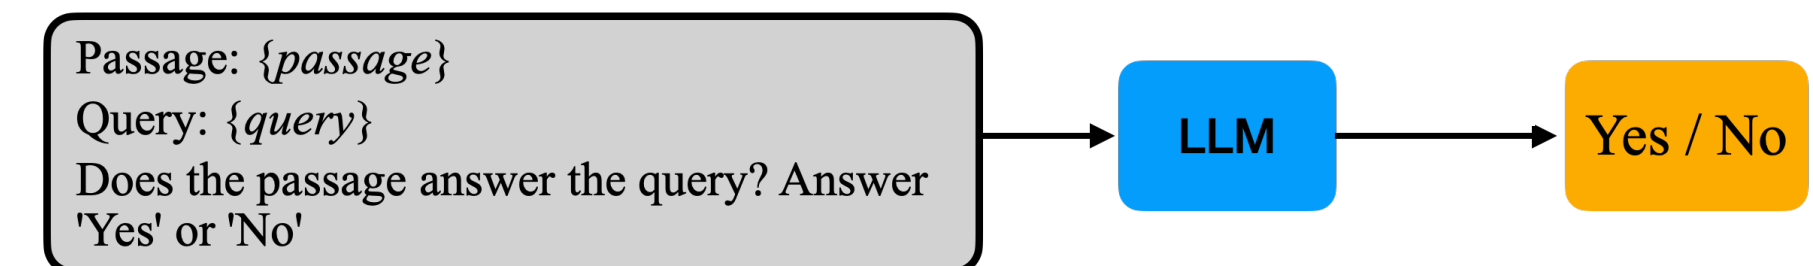 Passage: {passage}
Query: {query}
Does the passage answer the query? Answer
'Yes' or 'No'
LLM
Yes / No